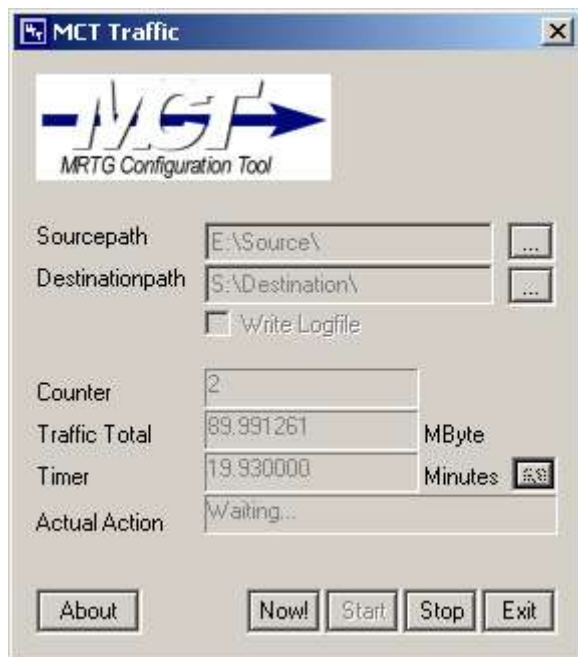 MCT Traffic
MCT
MRTG Configuration Tool
Sourcepath E:\Source\ ...
Destinationpath S:\Destination\ ...
Write Logfile
Counter 2
Traffic Total 89.991261 MByte
Timer 19.930000 Minutes
Actual Action Waiting...
About Now! Start Stop Exit